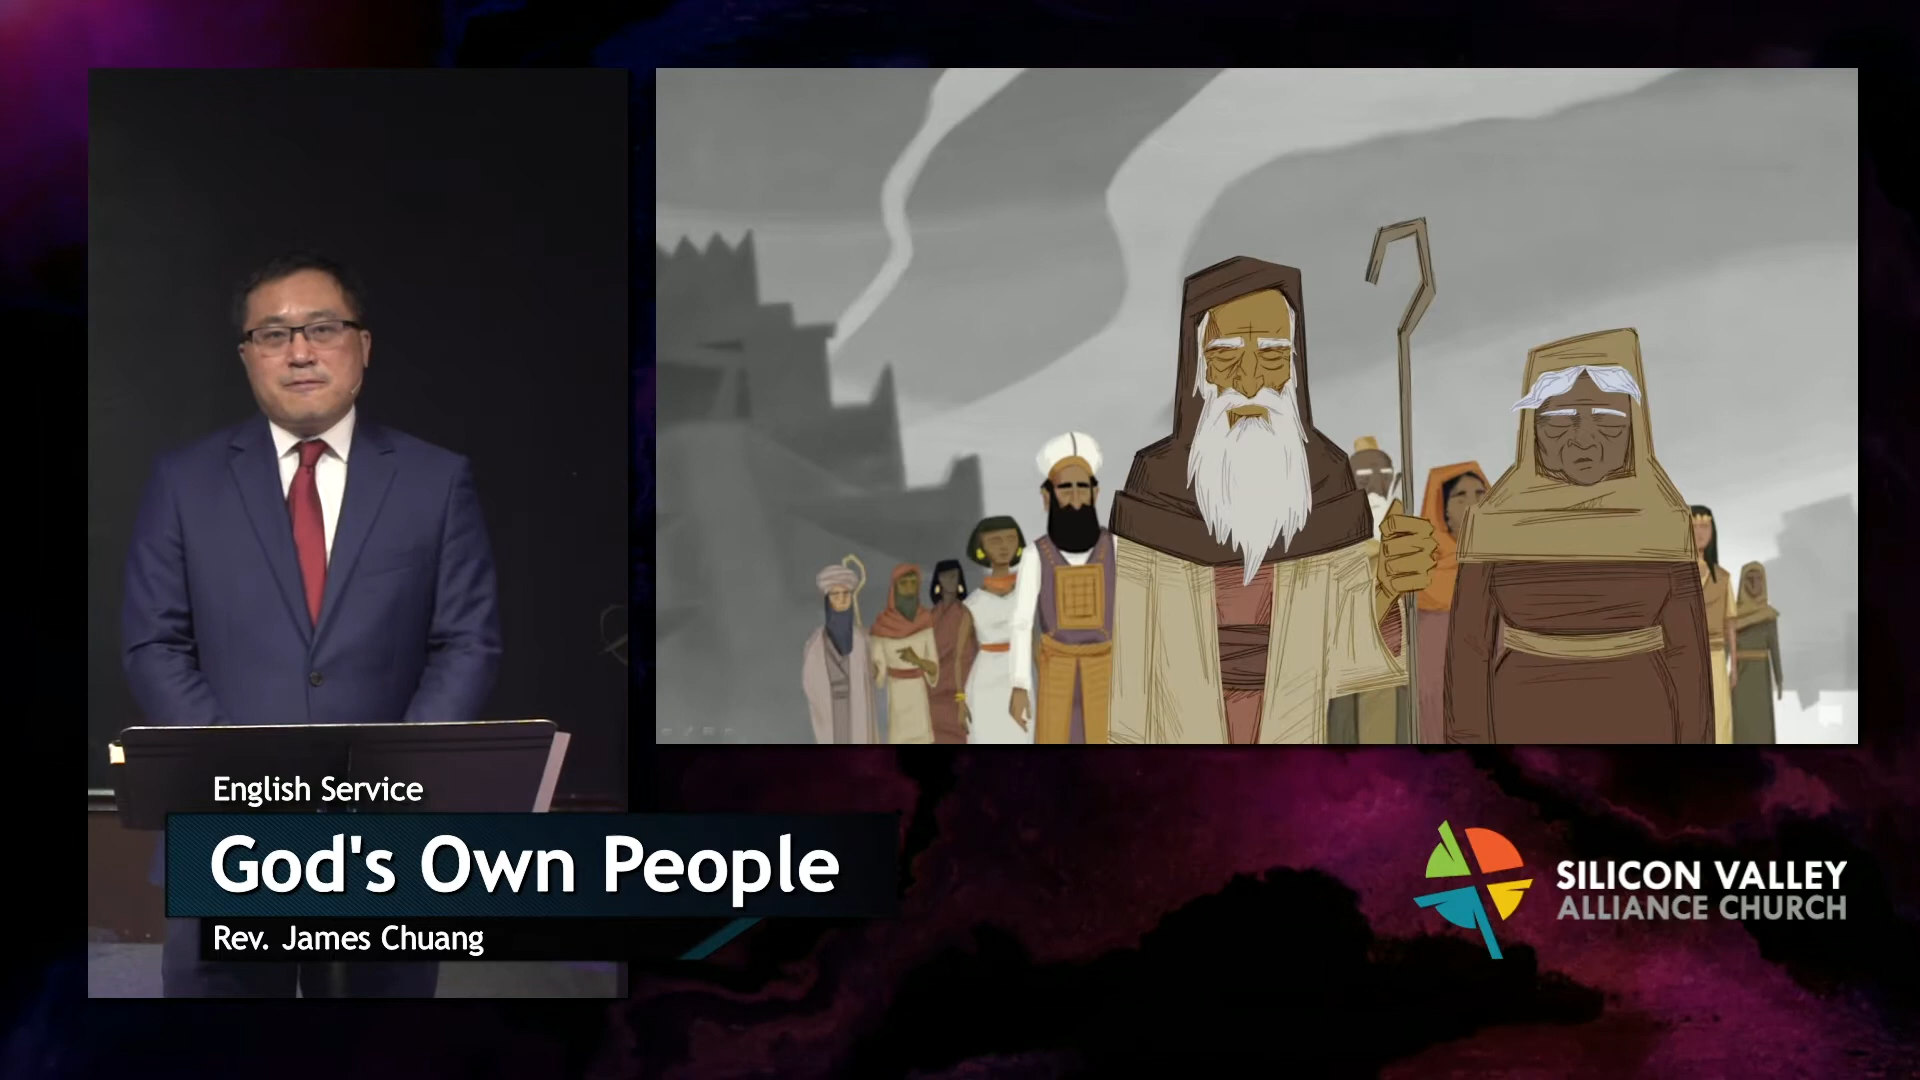 English Service
God's Own People
Rev. James Chuang
SILICON VALLEY
ALLIANCE CHURCH